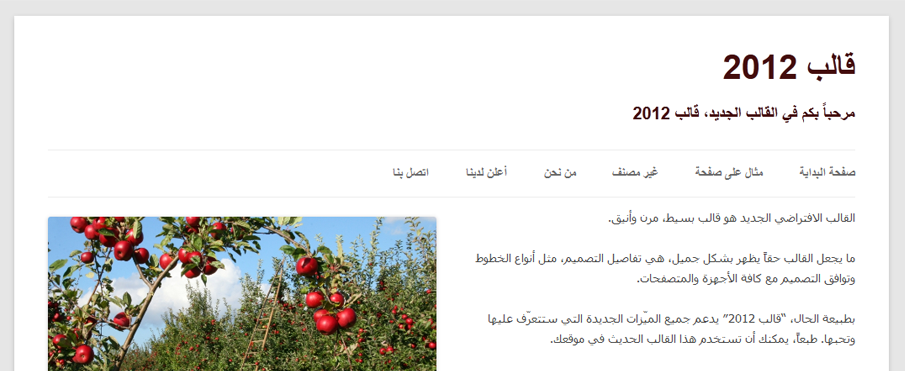 قالب 2012
مرحباً بكم في القالب الجديد، قالب 2012
صفحة البداية مثال على صفحة غير مصنف من نحن أعلن لدينا اتصل بنا
القالب الافتراضي الجديد هو قالب بسيط، مرن وأنيق.
ما يجعل القالب حقاً يظهر بشكل جميل، هي تفاصيل التصميم، مثل أنواع الخطوط
وتوافق التصميم مع كافة الأجهزة والمتصفحات.
بطبيعة الحال، “قالب 2012” يدعم جميع الميّزات الجديدة التي ستتعرّف عليها
وتحبها. طبعاً، يمكنك أن تستخدم هذا القالب الحديث في موقعك.